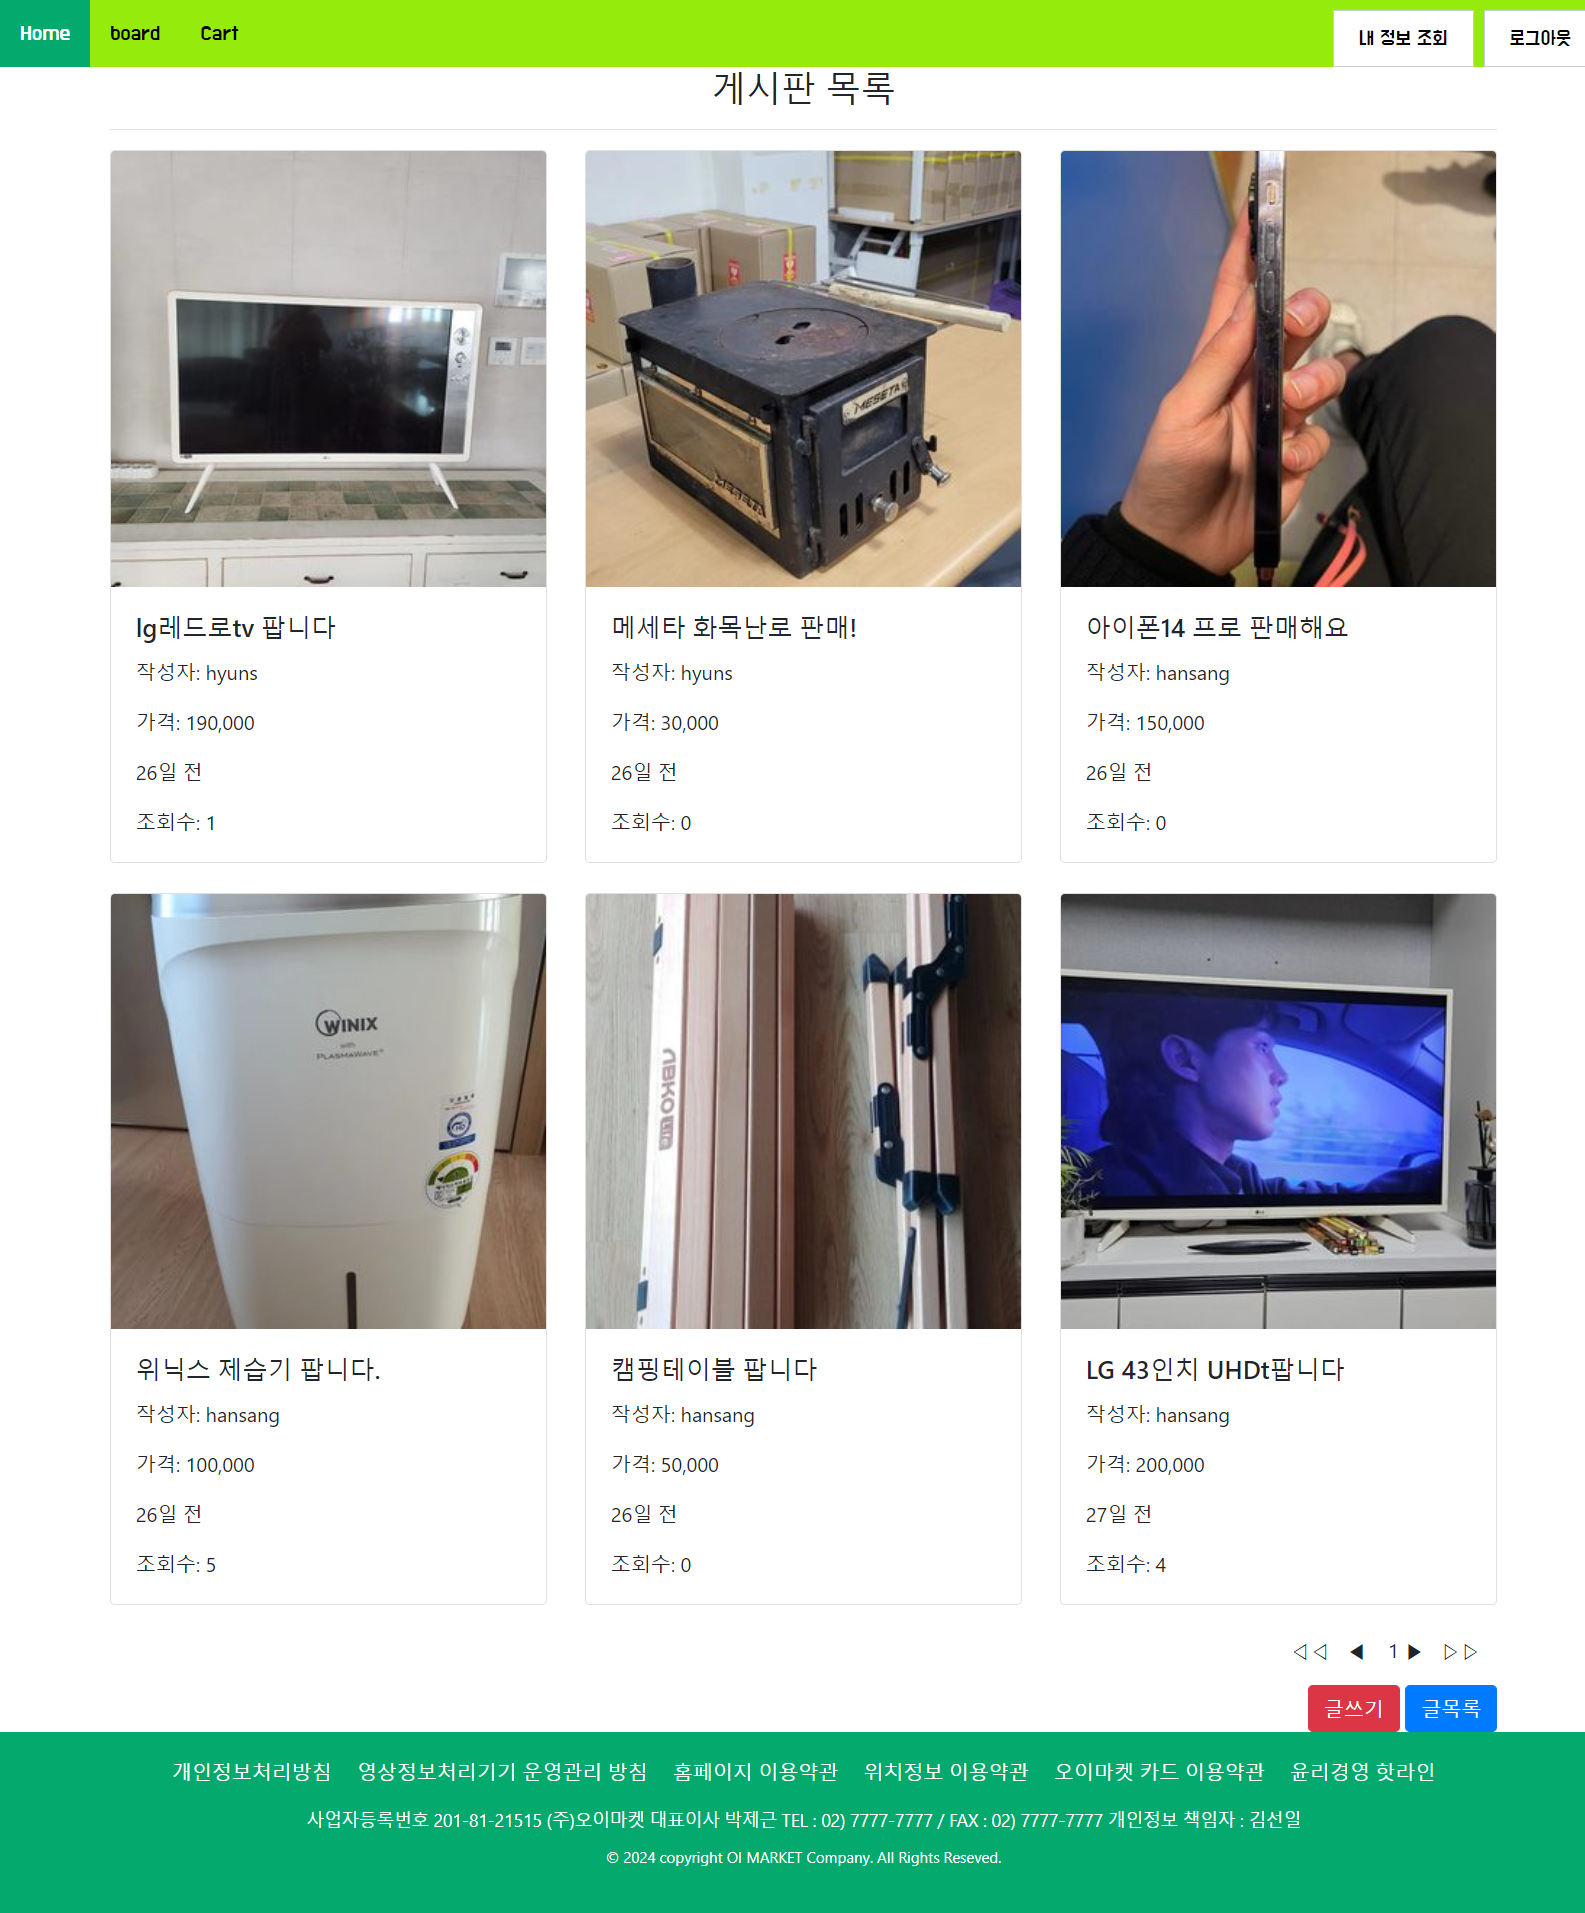 Home board Cart 내 정보 조회 로그아웃
게시판 목록
MESETA
MESETA
lg레드로tv 팝니다
작성자: hyuns
가격: 190,000
26일 전
조회수: 1
메세타 화목난로 판매!
작성자: hyuns
가격: 30,000
26일 전
조회수: 0
아이폰14 프로 판매해요
작성자: hansang
가격: 150,000
26일 전
조회수: 0
WINIX
with
PLASMAWAVE
ABKO Life
위닉스 제습기 팝니다.
작성자: hansang
가격: 100,000
26일 전
조회수: 5
캠핑테이블 팝니다
작성자: hansang
가격: 50,000
26일 전
조회수: 0
LG 43인치 UHDt팝니다
작성자: hansang
가격: 200,000
27일 전
조회수: 4
◁◁ ◀ 1 ▶ ▷▷
글쓰기 글목록
개인정보처리방침 영상정보처리기기 운영관리 방침 홈페이지 이용약관 위치정보 이용약관 오이마켓 카드 이용약관 윤리경영 핫라인
사업자등록번호 201-81-21515 (주)오이마켓 대표이사 박제근 TEL : 02) 7777-7777 / FAX : 02) 7777-7777 개인정보 책임자 : 김선일
© 2024 copyright OI MARKET Company. All Rights Reseved.